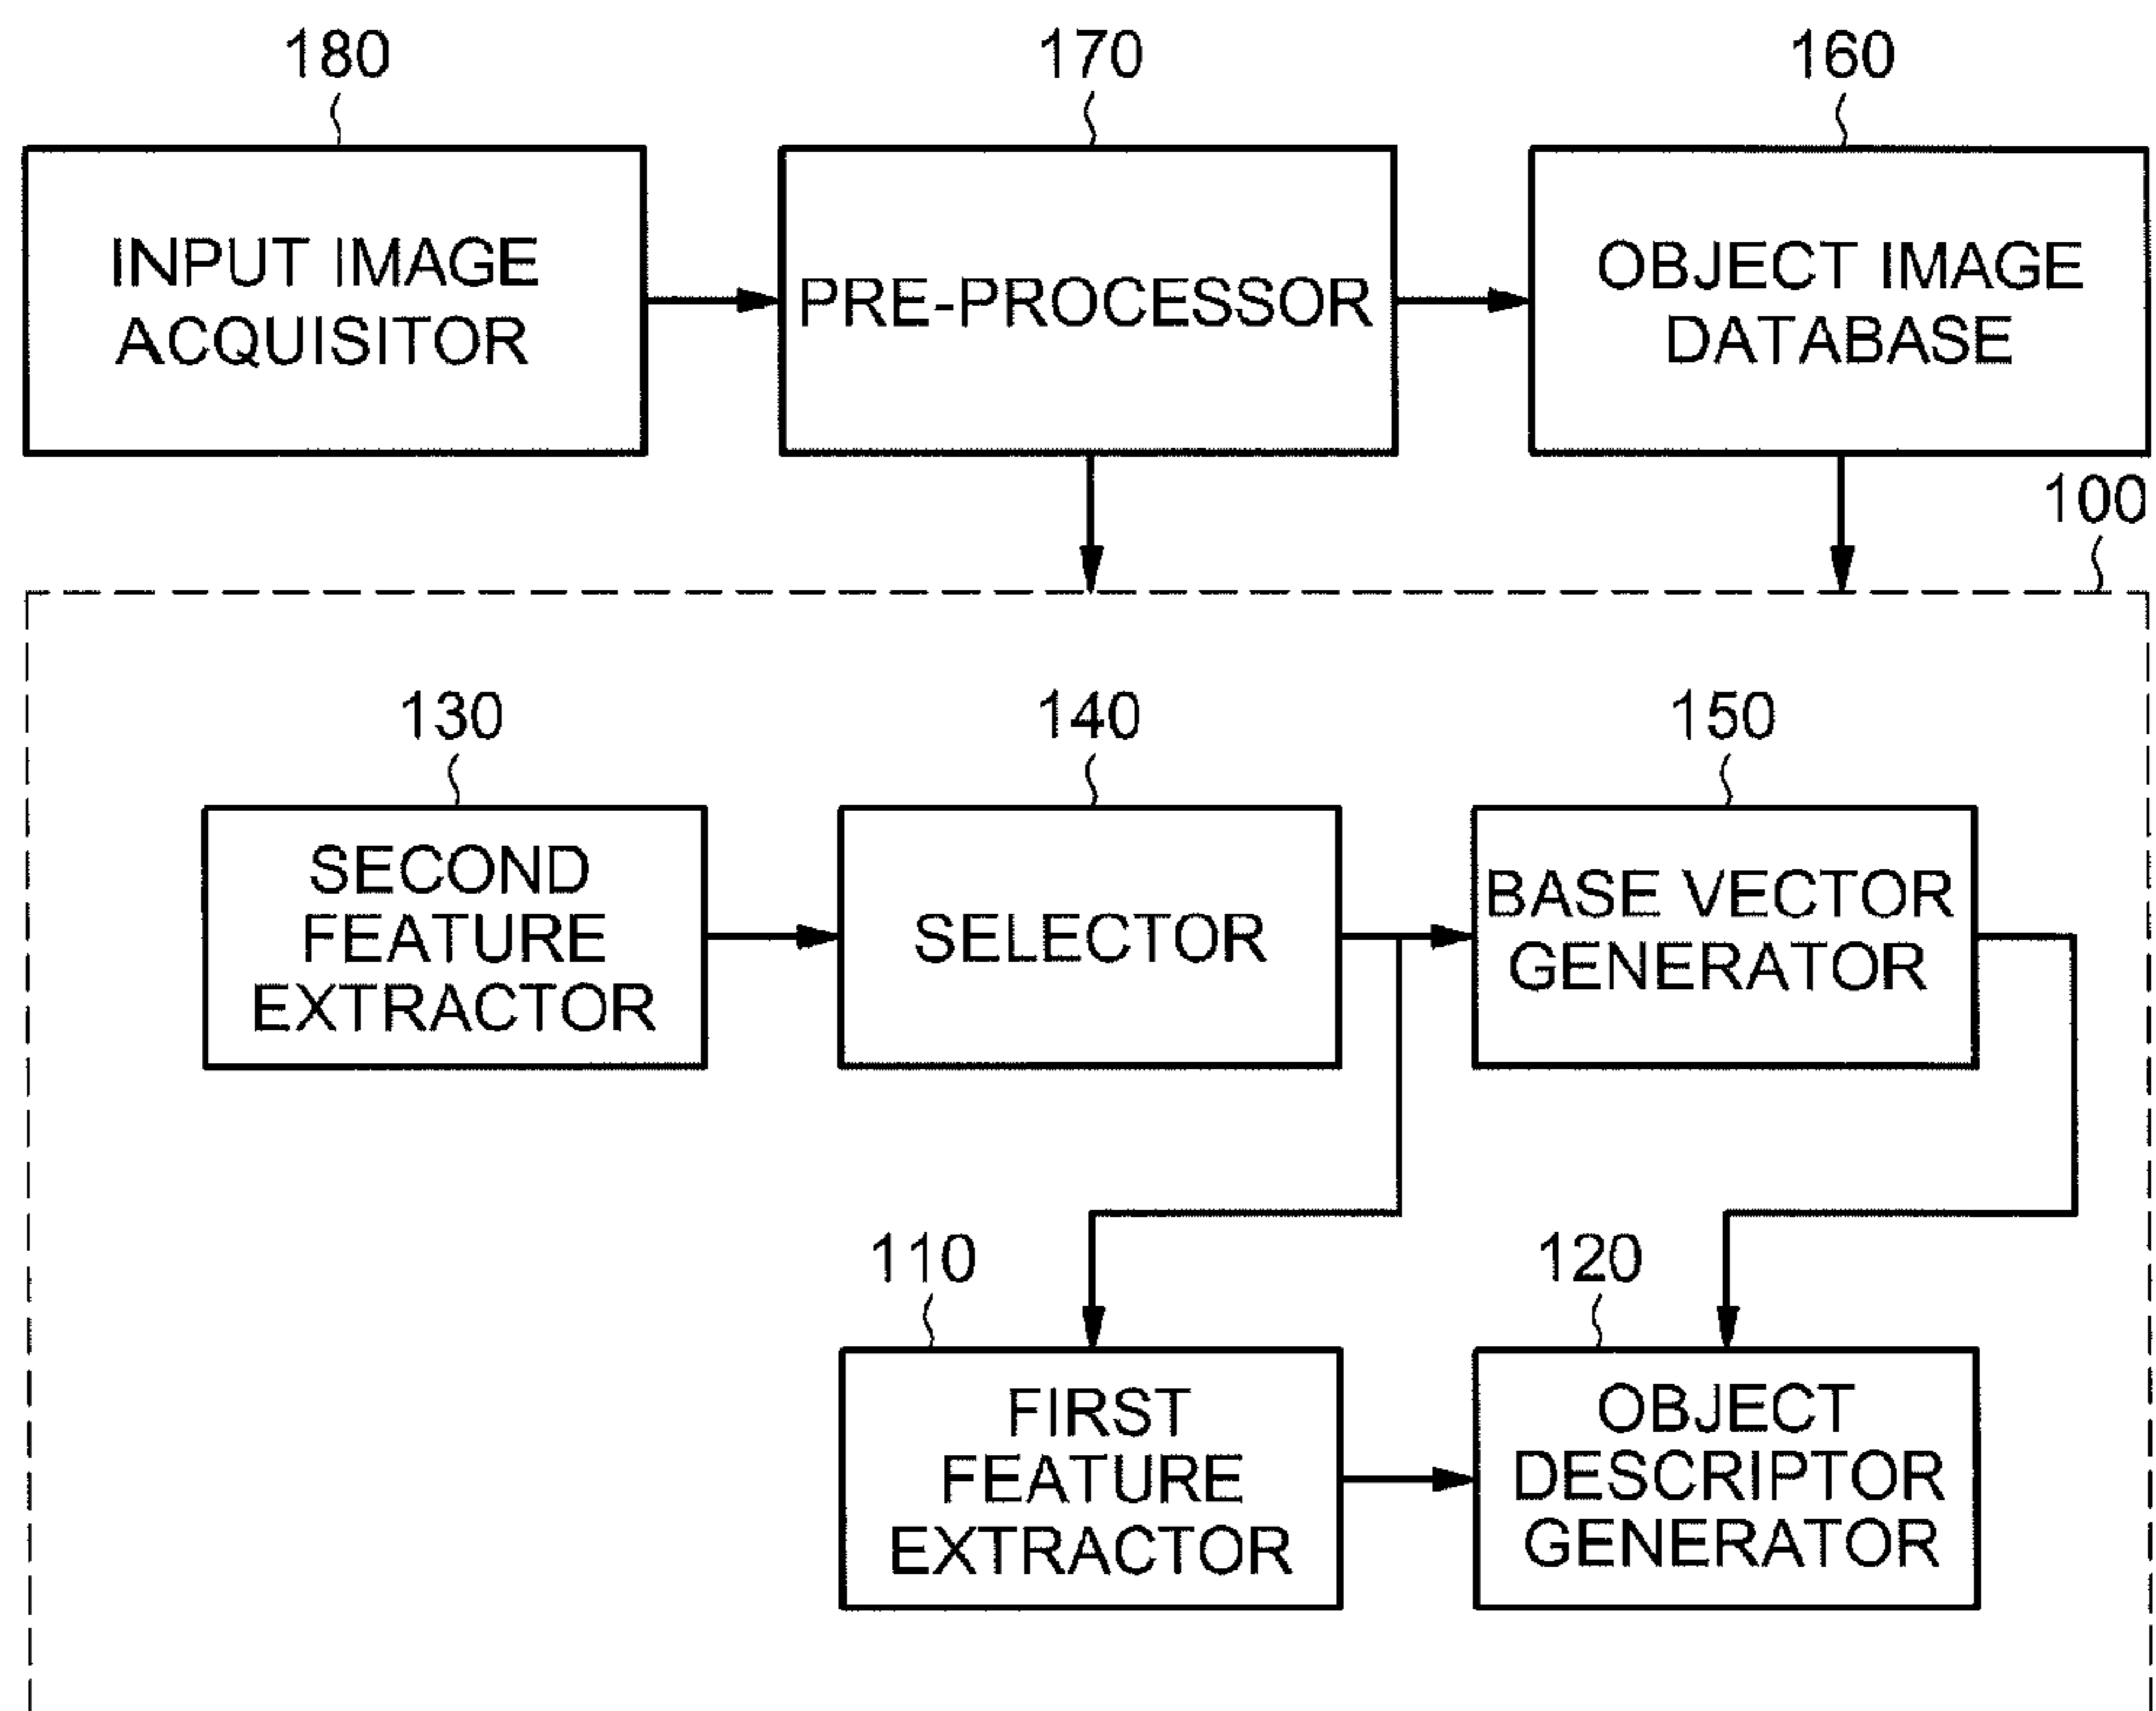 180
170
160
INPUT IMAGE
ACQUISITOR
PRE-PROCESSOR
OBJECT IMAGE
DATABASE
100
130
140
150
SECOND
FEATURE
EXTRACTOR
SELECTOR
BASE VECTOR
GENERATOR
110
120
FIRST
FEATURE
EXTRACTOR
OBJECT
DESCRIPTOR
GENERATOR